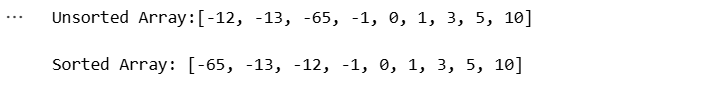 ... Unsorted Array:[-12, -13, -65, -1, 0, 1, 3, 5, 10]
Sorted Array: [-65, -13, -12, -1, 0, 1, 3, 5, 10]